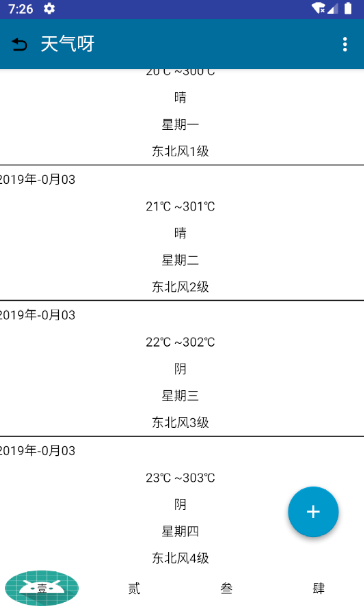 7:26
天气呀
20℃ ~300℃
晴
星期一
东北风1级
2019年-0月03
21℃ ~301℃
晴
星期二
东北风2级
2019年-0月03
22℃ ~302℃
阴
星期三
东北风3级
2019年-0月03
23℃ ~303℃
阴
星期四
东北风4级
壹 贰 叁 肆